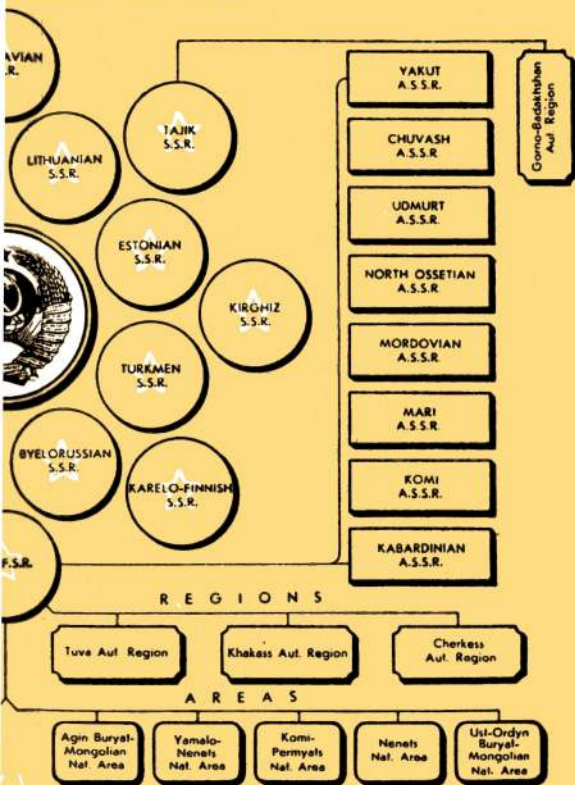 AVIAN
.R.
LITHUANIAN
S.S.R.
TAJIK
S.S.R.
ESTONIAN
S.S.R.
KIRGHIZ
S.S.R.
TURKMEN
S.S.R.
BYELORUSSIAN
S.S.R.
KARELO-FINNISH
S.S.R.
F.S.R.
YAKUT
A.S.S.R.
CHUVASH
A.S.S.R
UDMURT
A.S.S.R.
NORTH OSSETIAN
A.S.S.R.
MORDOVIAN
A.S.S.R.
MARI
A.S.S.R.
KOMI
A.S.S.R.
KABARDINIAN
A.S.S.R.
Gorno-Badakhshan
Aut. Region
REGIONS
Tuva Aut. Region
Khakass Aut. Region
Cherkess
Aut. Region
AREAS
Agin Buryat-
Mongolian
Nat. Area
Yamalo-
Nenets
Nat. Area
Komi-
Permyats
Nat. Area
Nenets
Nat. Area
Ust-Ordyn
Buryat-
Mongolian
Nat. Area